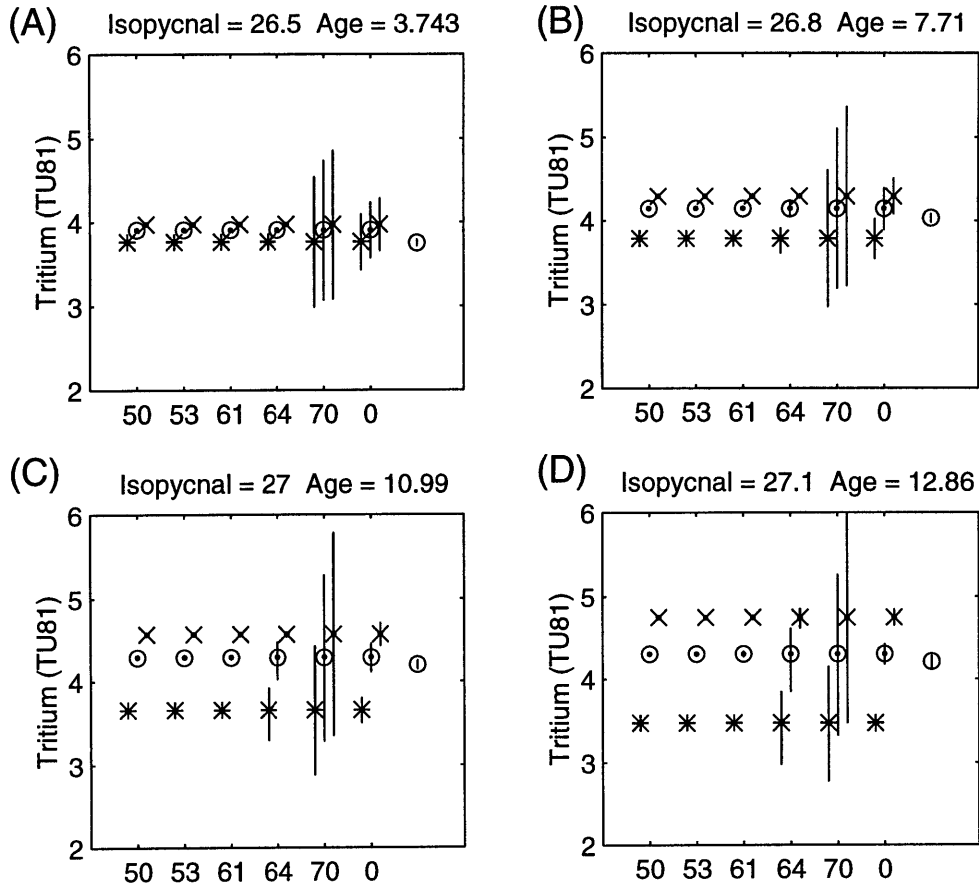 (A) Isopycnal = 26.5 Age = 3.743
6
5
4
3
2
Tritium (TU81)
50 53 61 64 70 0
(B) Isopycnal = 26.8 Age = 7.71
6
5
4
3
2
Tritium (TU81)
50 53 61 64 70 0
(C) Isopycnal = 27 Age = 10.99
6
5
4
3
2
Tritium (TU81)
50 53 61 64 70 0
(D) Isopycnal = 27.1 Age = 12.86
6
5
4
3
2
Tritium (TU81)
50 53 61 64 70 0